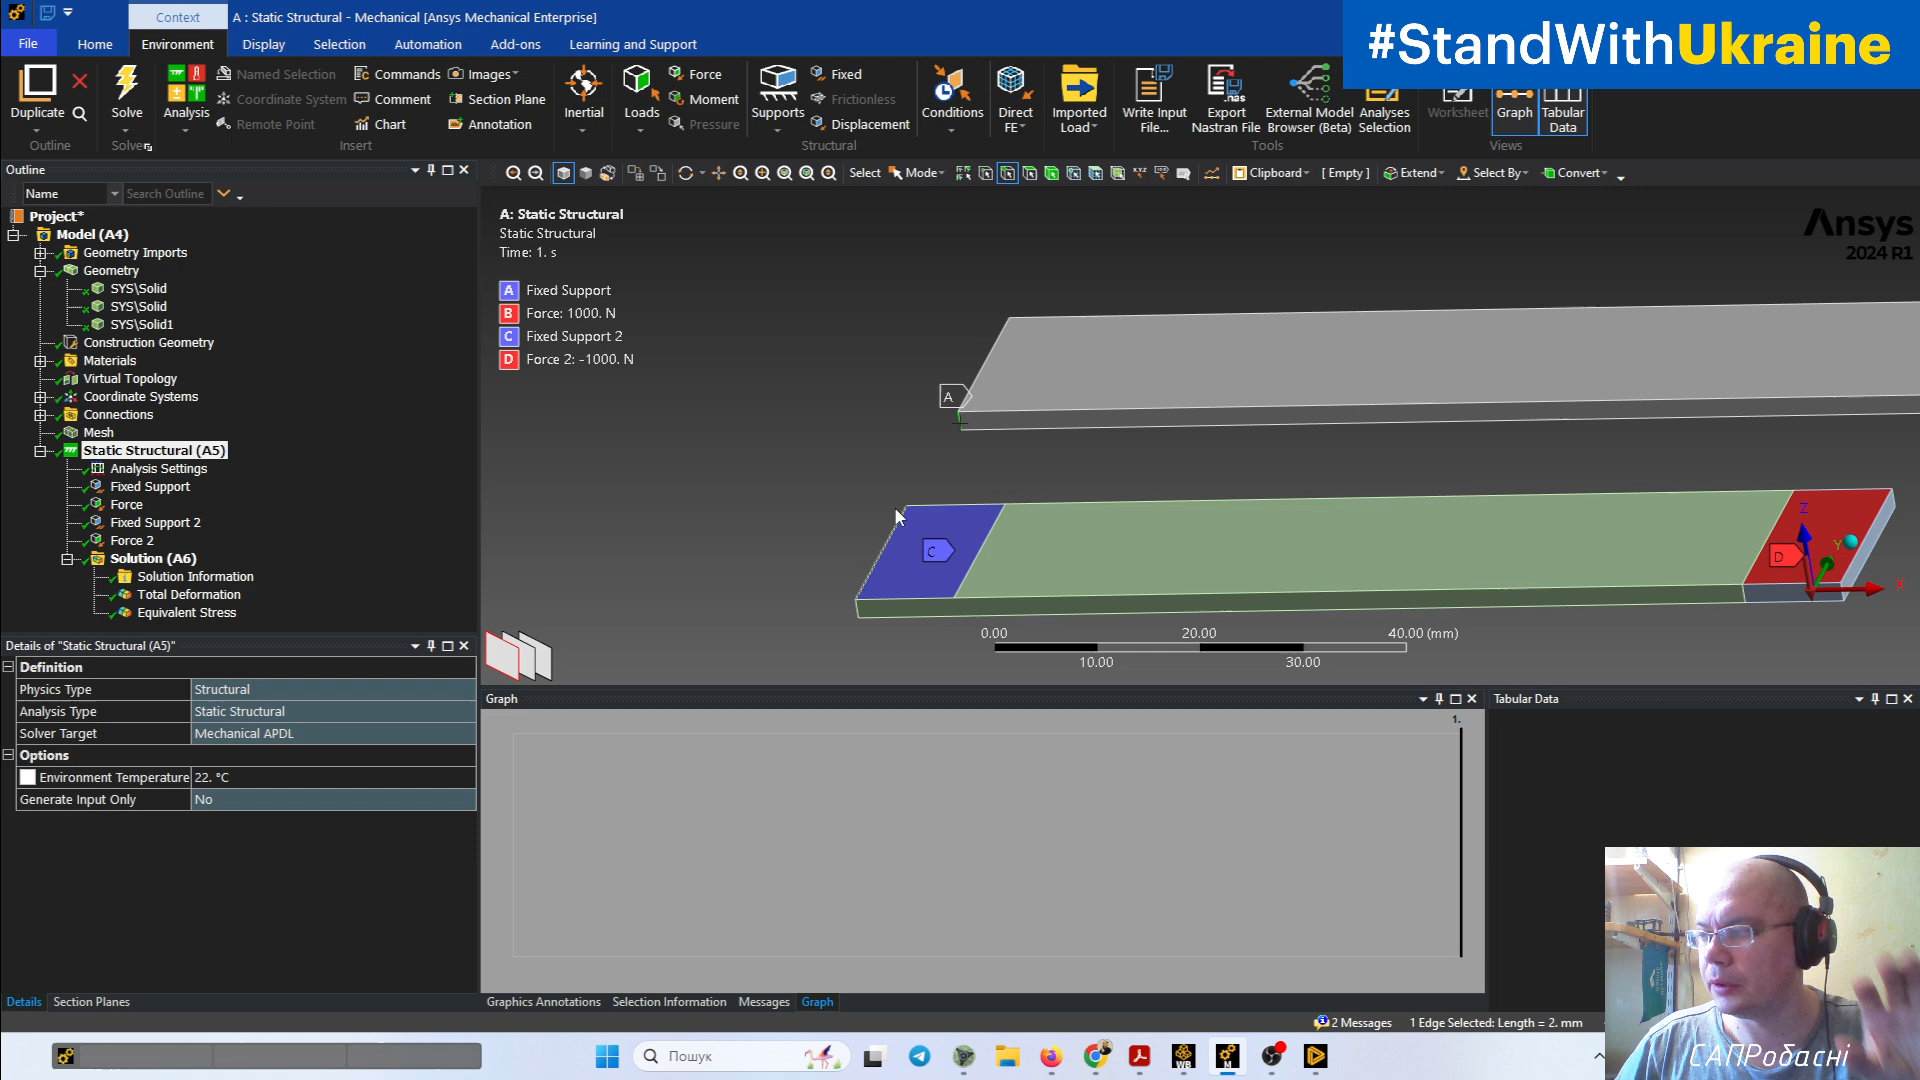 Context
A : Static Structural - Mechanical [Ansys Mechanical Enterprise]
#StandWithUkraine
File
Home
Environment
Display
Selection
Automation
Add-ons
Learning and Support
Duplicate
Outline
Solve
Solve
Analysis
Named Selection
Coordinate System
Remote Point
Commands
Comment
Chart
Images
Section Plane
Annotation
Insert
Inertial
Loads
Force
Moment
Pressure
Supports
Fixed
Frictionless
Displacement
Structural
Conditions
Direct
FE
Imported
Load
Write Input
File...
.nas
Export
Nastran File
External Model
Browser (Beta)
Analyses
Selection
Tools
Worksheet
Graph
Tabular
Data
Views
Outline
Name
Search Outline
Select
Mode
Clipboard
[ Empty ]
Extend
Select By
Convert
Project*
Model (A4)
Geometry Imports
Geometry
SYS\Solid
SYS\Solid
SYS\Solid1
Construction Geometry
Materials
Virtual Topology
Coordinate Systems
Connections
Mesh
Static Structural (A5)
Analysis Settings
Fixed Support
Force
Fixed Support 2
Force 2
Solution (A6)
Solution Information
Total Deformation
Equivalent Stress
A: Static Structural
Static Structural
Time: 1. s
A Fixed Support
B Force: 1000. N
C Fixed Support 2
D Force 2: -1000. N
Ansys
2024 R1
A
C
D
Z
Y
X
0.00
20.00
40.00 (mm)
10.00
30.00
Details of "Static Structural (A5)"
Definition
Physics Type
Structural
Analysis Type
Static Structural
Solver Target
Mechanical APDL
Options
Environment Temperature
22. °C
Generate Input Only
No
Graph
1.
Tabular Data
Details
Section Planes
Graphics Annotations
Selection Information
Messages
Graph
2 Messages
1 Edge Selected: Length = 2. mm
Пошук
WB
M
САПРобасні